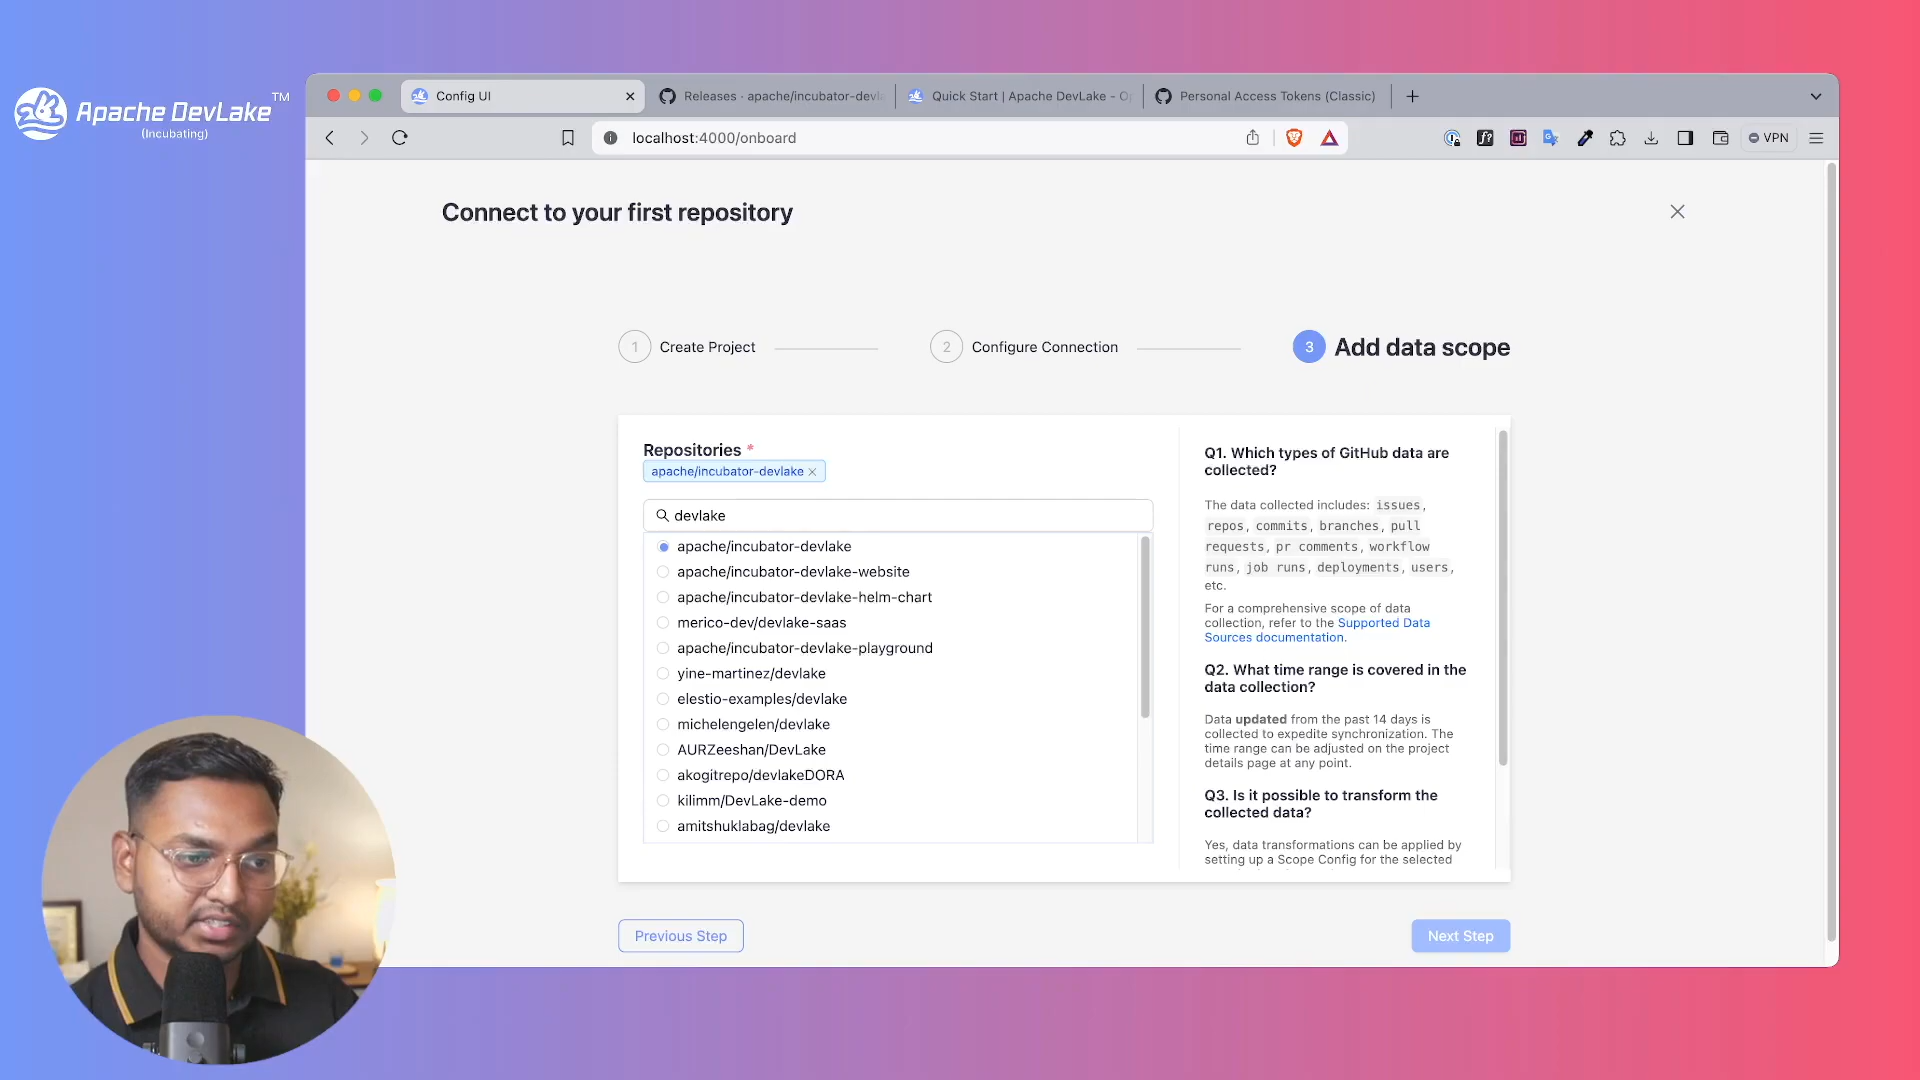 Apache DevLake TM
(Incubating)
Config UI
Releases · apache/incubator-devl
Quick Start | Apache DevLake - O
Personal Access Tokens (Classic)
localhost:4000/onboard
VPN
Connect to your first repository
1 Create Project
2 Configure Connection
3 Add data scope
Repositories *
apache/incubator-devlake
devlake
apache/incubator-devlake
apache/incubator-devlake-website
apache/incubator-devlake-helm-chart
merico-dev/devlake-saas
apache/incubator-devlake-playground
yine-martinez/devlake
elestio-examples/devlake
michelengelen/devlake
AURZeeshan/DevLake
akogitrepo/devlakeDORA
kilimm/DevLake-demo
amitshuklabag/devlake
Q1. Which types of GitHub data are
collected?
The data collected includes: issues,
repos, commits, branches, pull
requests, pr comments, workflow
runs, job runs, deployments, users,
etc.
For a comprehensive scope of data
collection, refer to the Supported Data
Sources documentation.
Q2. What time range is covered in the
data collection?
Data updated from the past 14 days is
collected to expedite synchronization. The
time range can be adjusted on the project
details page at any point.
Q3. Is it possible to transform the
collected data?
Yes, data transformations can be applied by
setting up a Scope Config for the selected
Previous Step
Next Step